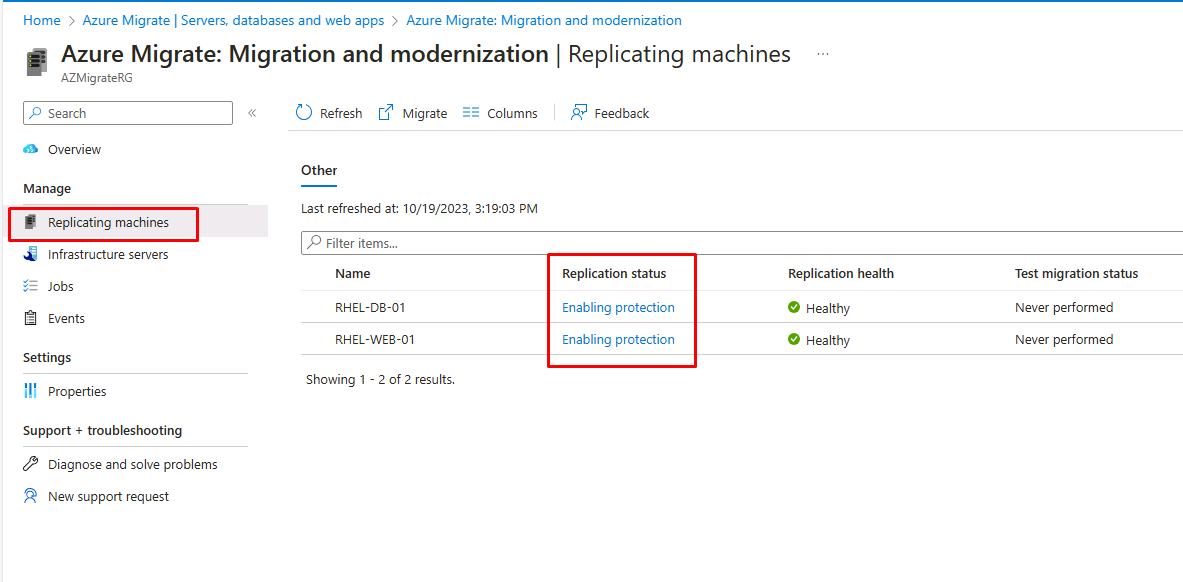 Home > Azure Migrate | Servers, databases and web apps > Azure Migrate: Migration and modernization
Azure Migrate: Migration and modernization | Replicating machines ...
AZMigrateRG
Search «
Refresh Migrate Columns Feedback
Overview
Manage
Replicating machines
Infrastructure servers
Jobs
Events
Settings
Properties
Support + troubleshooting
Diagnose and solve problems
New support request
Other
Last refreshed at: 10/19/2023, 3:19:03 PM
Filter items...
Name Replication status Replication health Test migration status
RHEL-DB-01 Enabling protection Healthy Never performed
RHEL-WEB-01 Enabling protection Healthy Never performed
Showing 1 - 2 of 2 results.